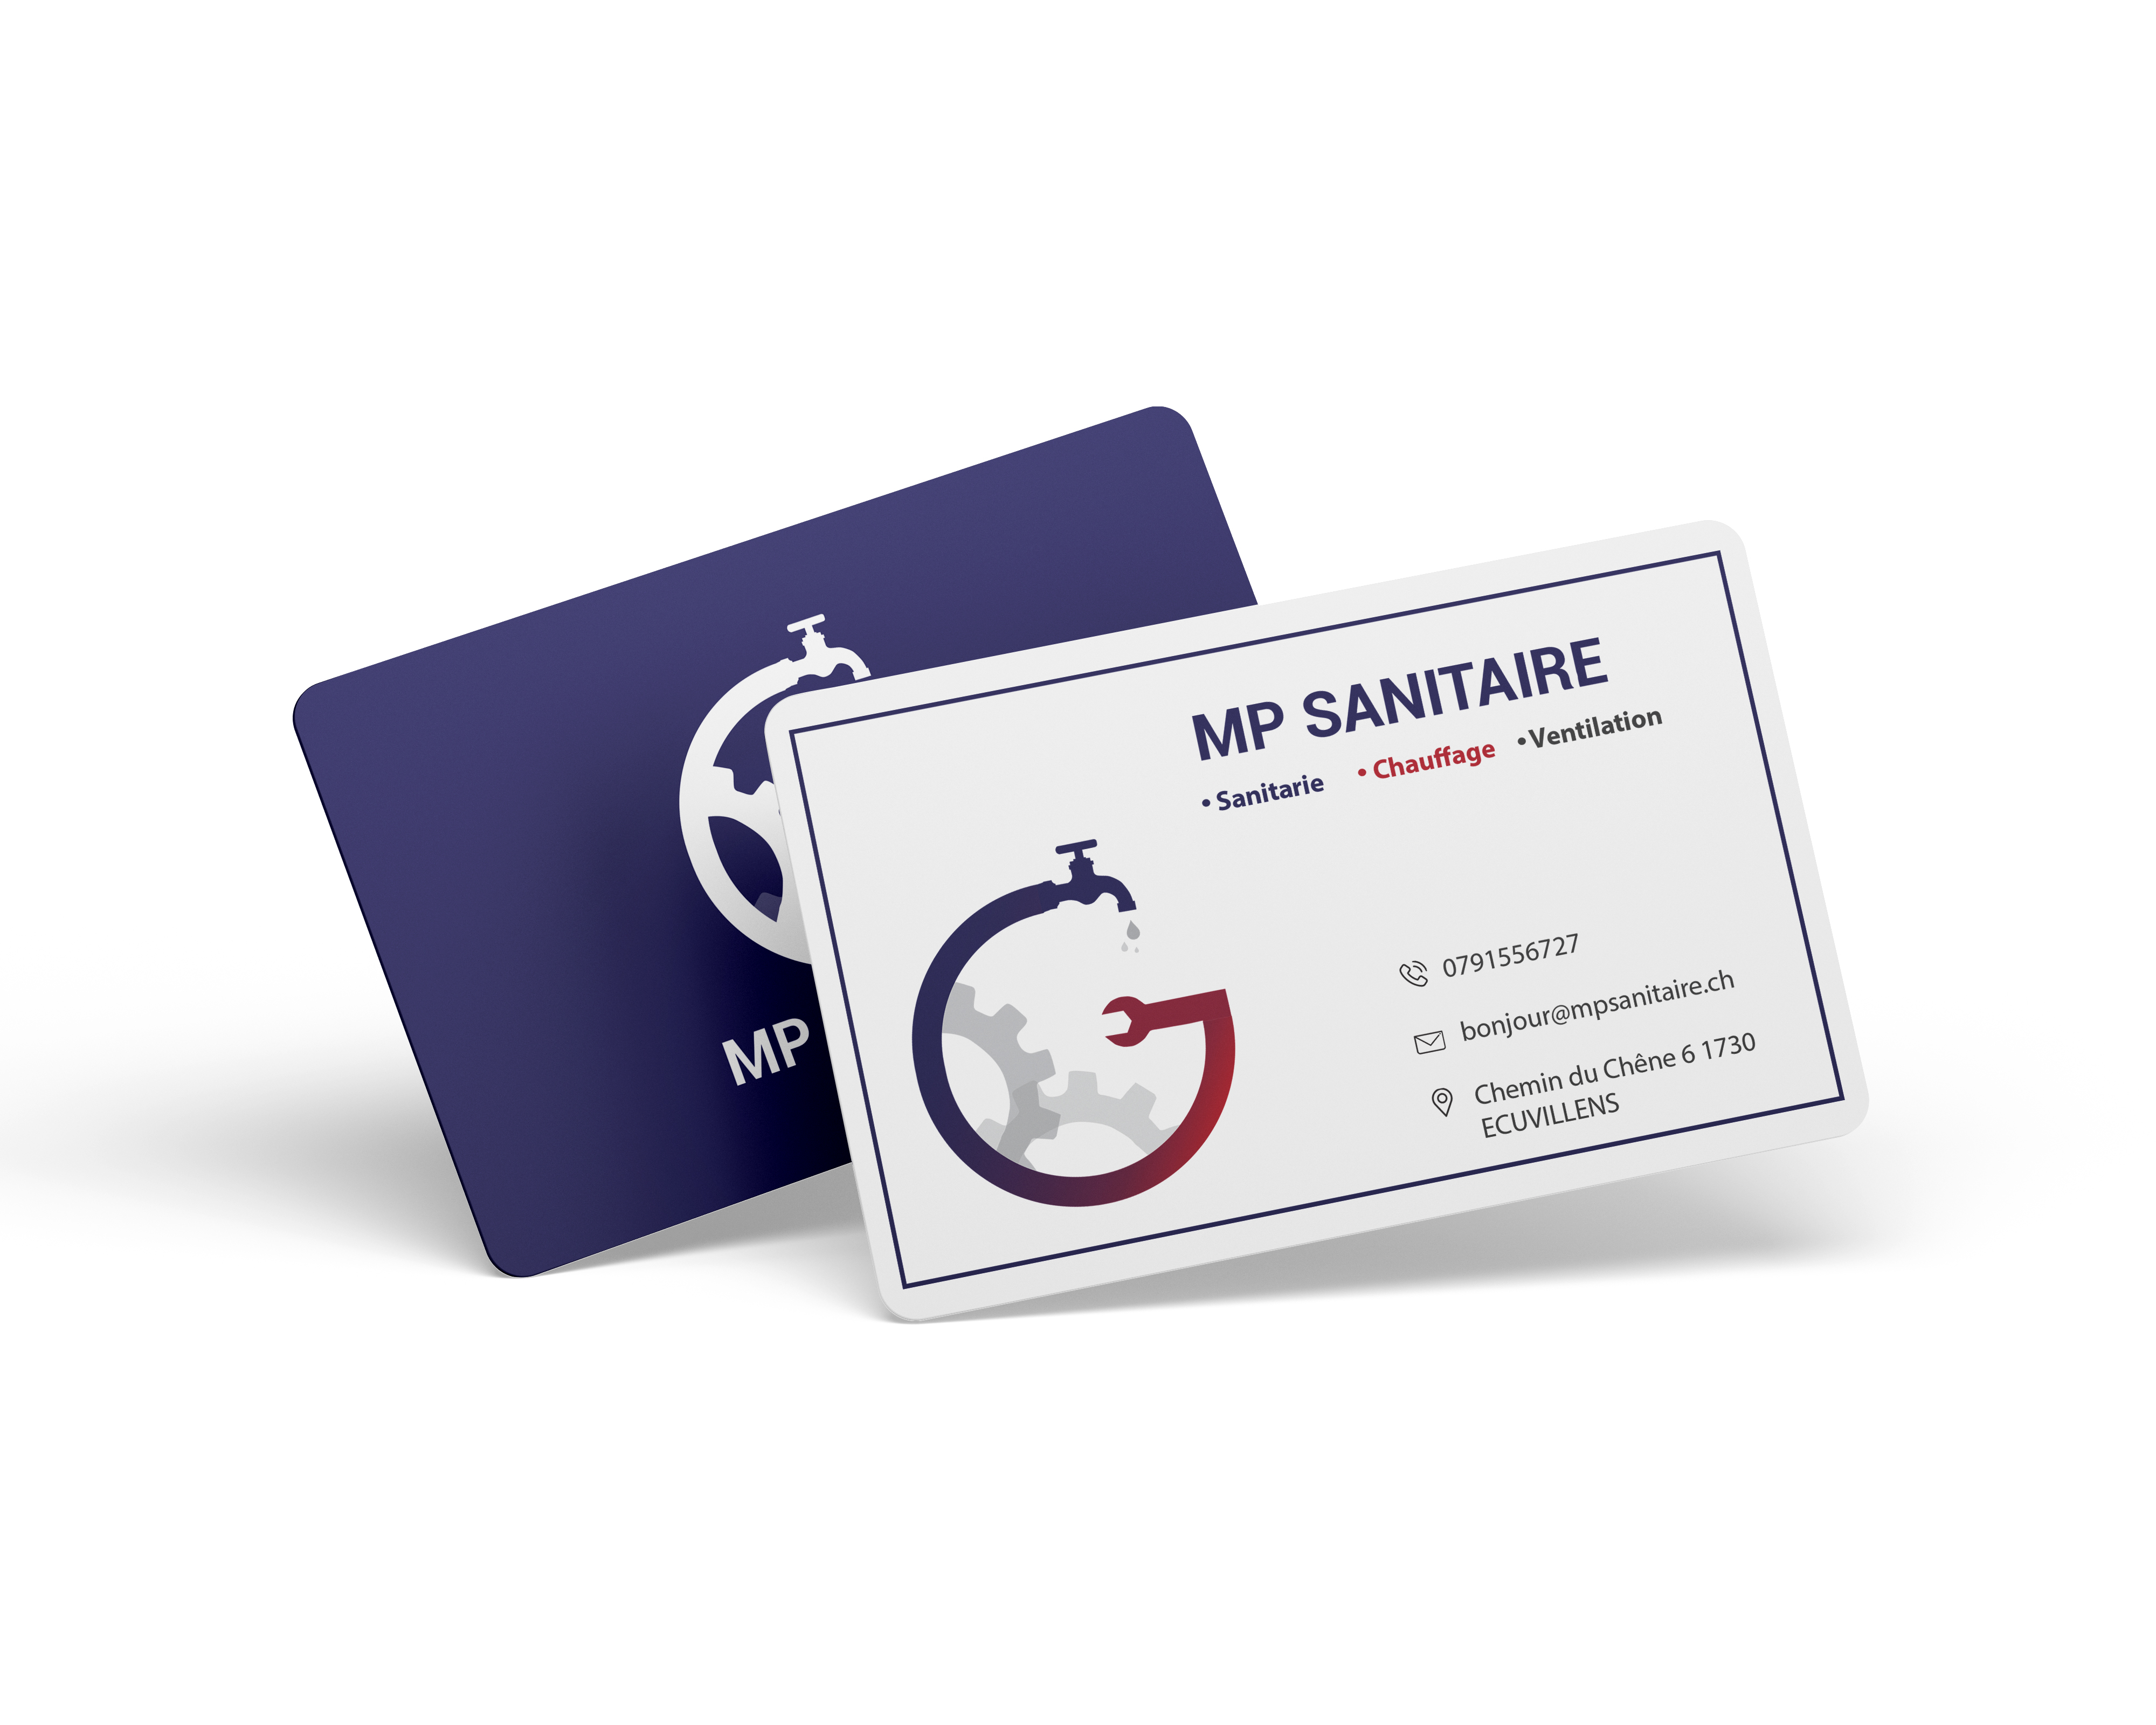 MP SANITAIRE
• Sanitarie • Chauffage • Ventilation
0791556727
bonjour@mpsanitaire.ch
Chemin du Chêne 6 1730
ECUVILLENS
MP